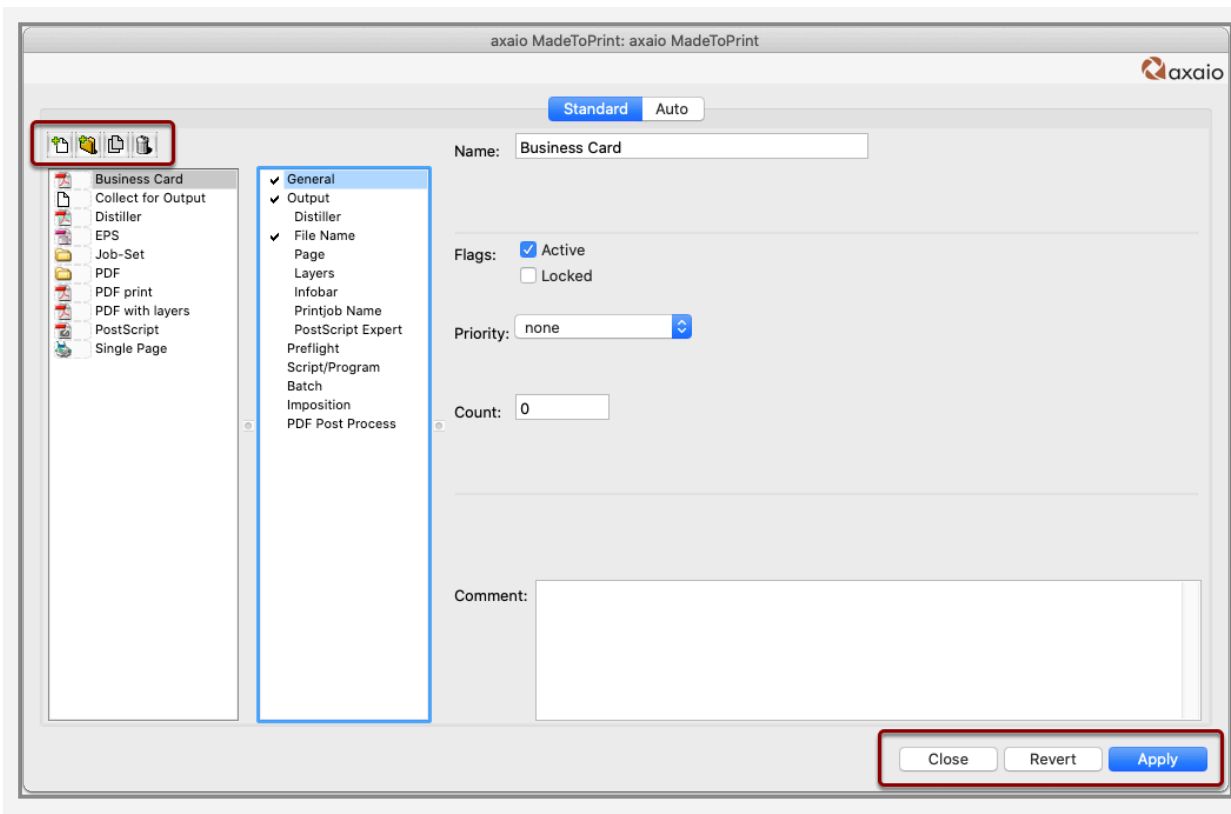 axaio MadeToPrint: axaio MadeToPrint
axaio
Standard
Auto
Business Card
Collect for Output
Distiller
EPS
Job-Set
PDF
PDF print
PDF with layers
PostScript
Single Page
General
Output
Distiller
File Name
Page
Layers
Infobar
Printjob Name
PostScript Expert
Preflight
Script/Program
Batch
Imposition
PDF Post Process
Name: Business Card
Flags: Active
Locked
Priority: none
Count: 0
Comment:
Close
Revert
Apply